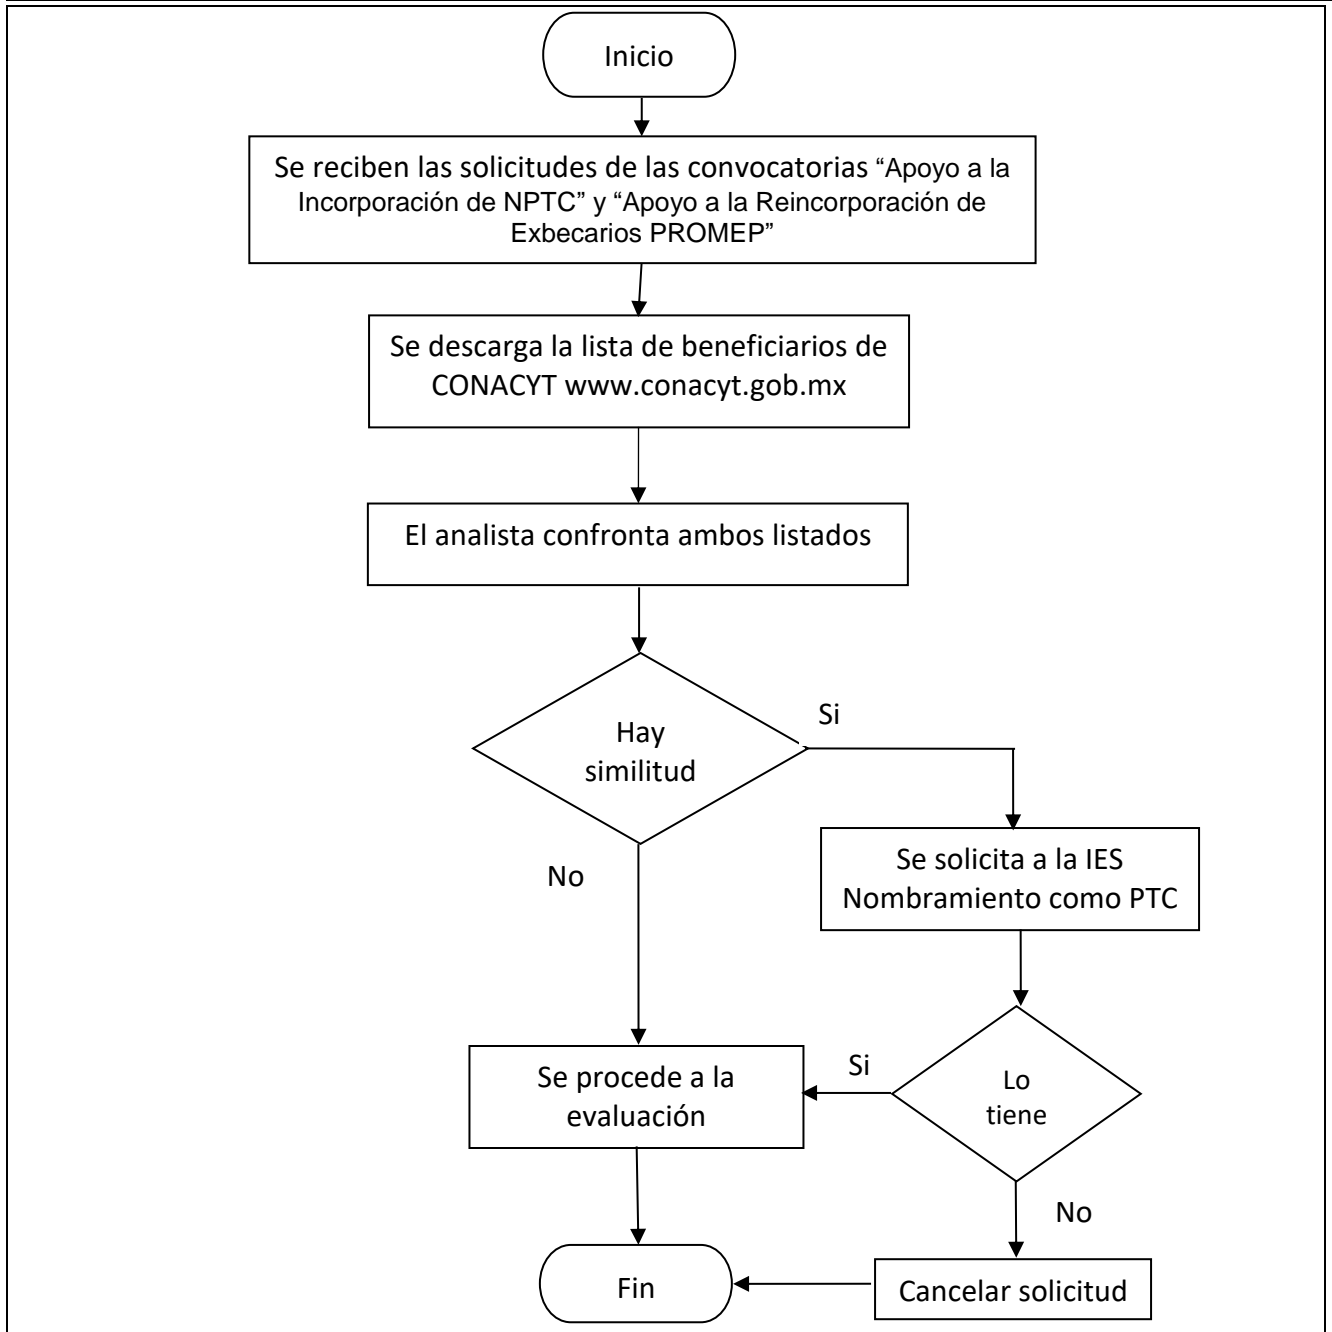 Inicio
Se reciben las solicitudes de las convocatorias “Apoyo a la
Incorporación de NPTC” y “Apoyo a la Reincorporación de
Exbecarios PROMEP”
Se descarga la lista de beneficiarios de
CONACYT www.conacyt.gob.mx
El analista confronta ambos listados
Hay
similitud
Si
No
Se solicita a la IES
Nombramiento como PTC
Se procede a la
evaluación
Si
Lo
tiene
No
Fin
Cancelar solicitud